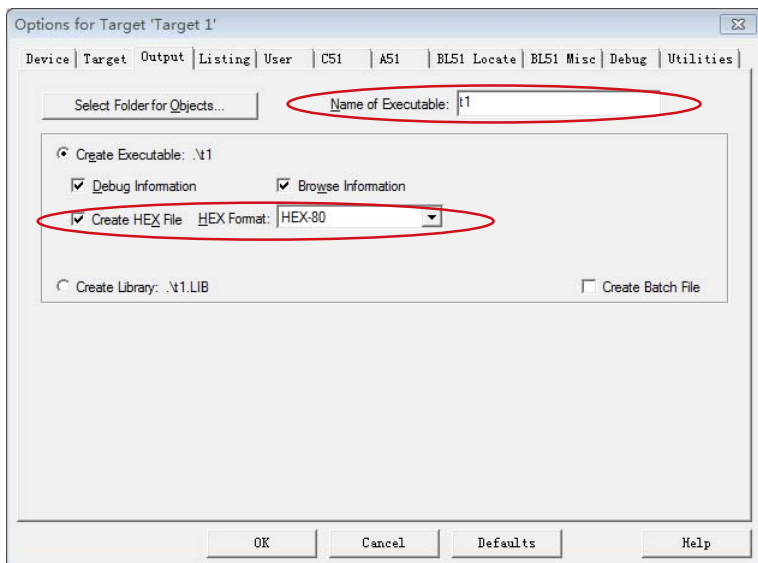 Options for Target 'Target 1'
Device Target Output Listing User C51 A51 BL51 Locate BL51 Misc Debug Utilities
Select Folder for Objects... Name of Executable: t1
Create Executable: .\t1
Debug Information Browse Information
Create HEX File HEX Format: HEX-80
Create Library: .\t1.LIB Create Batch File
OK Cancel Defaults Help